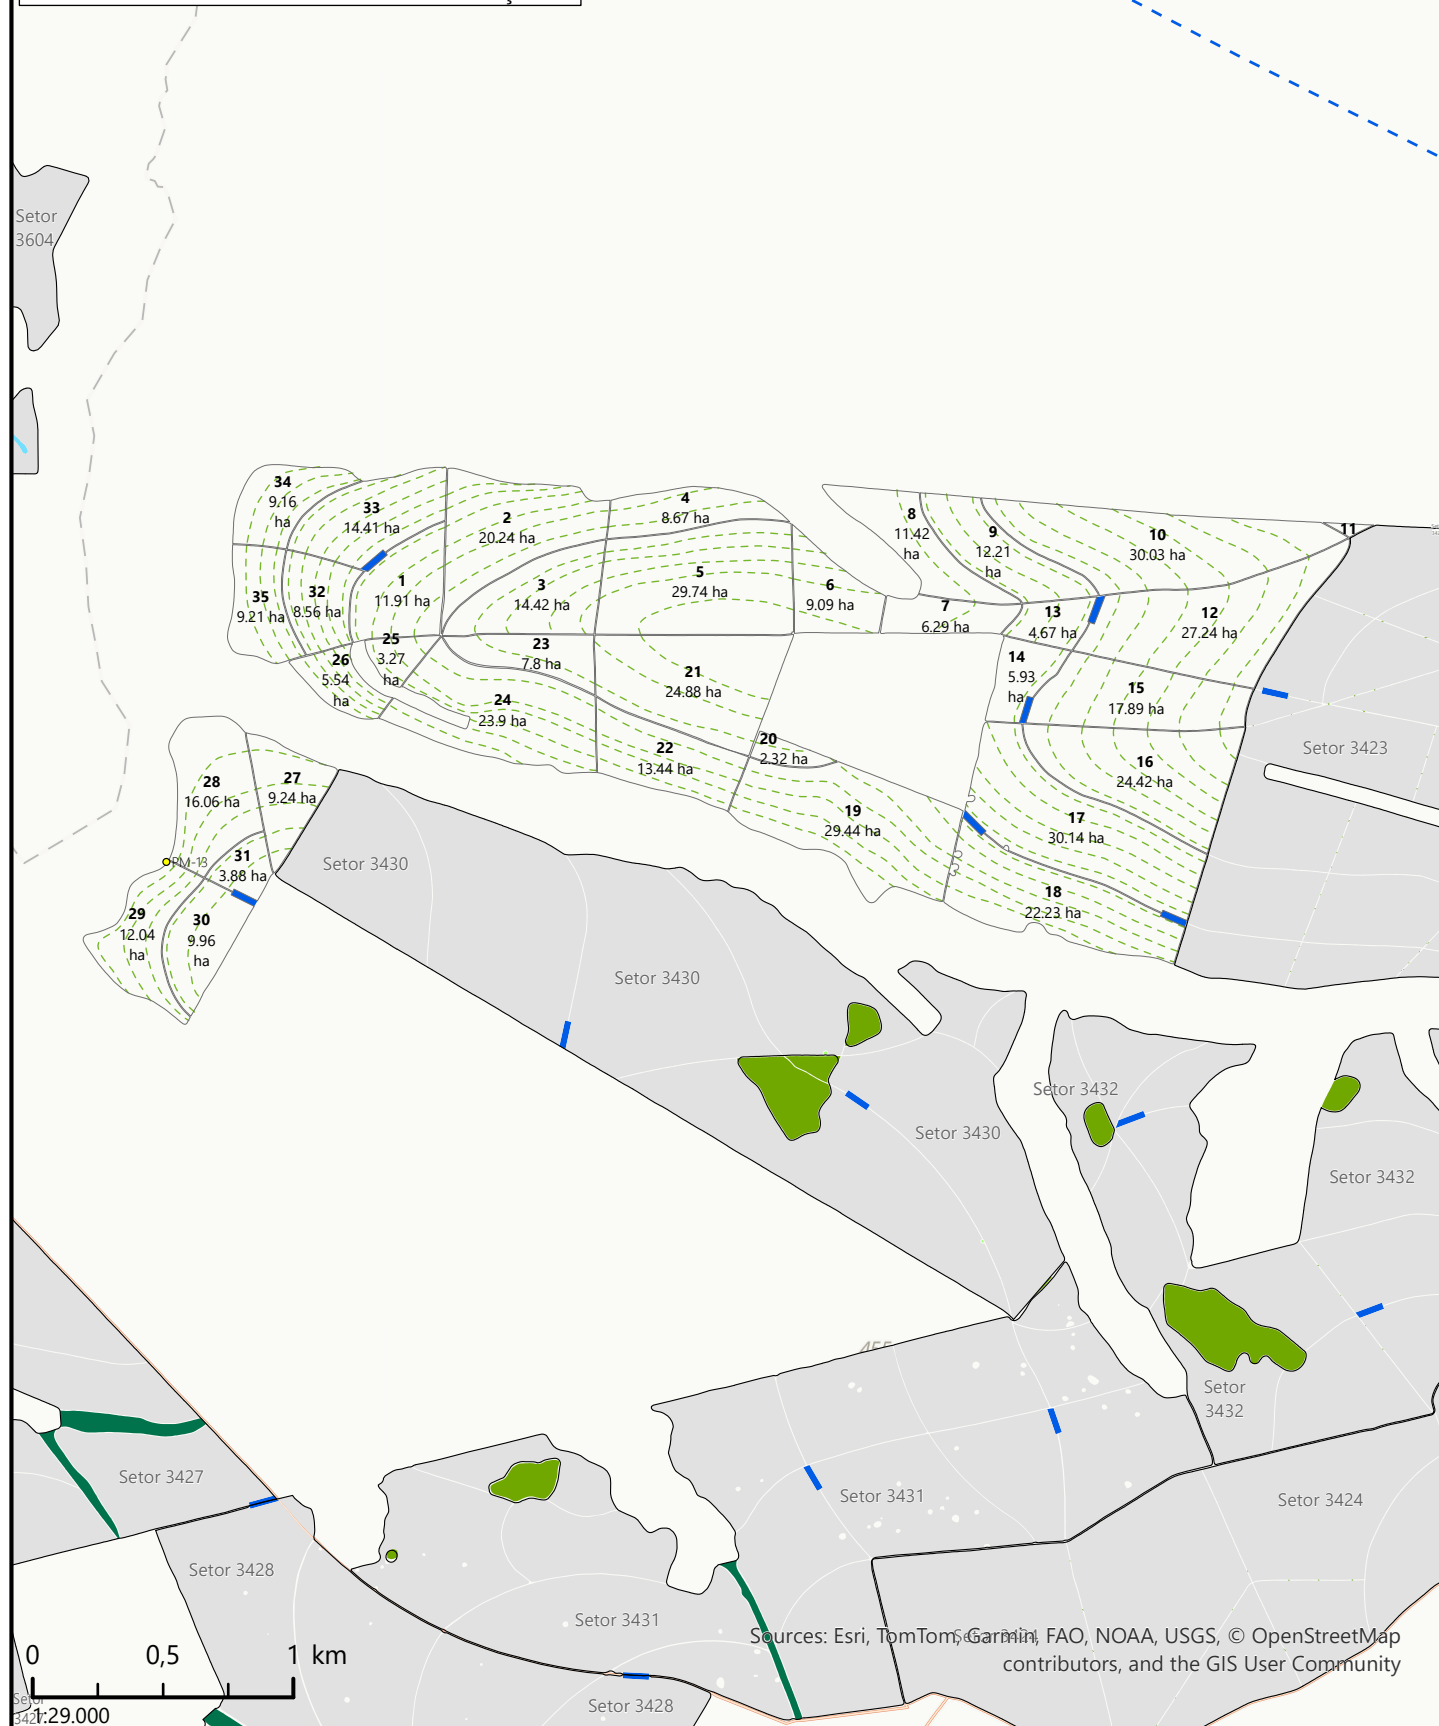 Setor
3604
34
9.16
ha
33
14.41 ha
2
20.24 ha
4
8.67 ha
8
11.42
ha
9
12.21
ha
10
30.03 ha
11
35
9.21 ha
32
8.56 ha
1
11.91 ha
3
14.42 ha
5
29.74 ha
6
9.09 ha
7
6.29 ha
13
4.67 ha
12
27.24 ha
25
3.27
ha
26
5.54
ha
23
7.8 ha
21
24.88 ha
14
5.93
ha
15
17.89 ha
24
23.9 ha
22
13.44 ha
20
2.32 ha
16
24.42 ha
Setor 3423
28
16.06 ha
27
9.24 ha
19
29.44 ha
17
30.14 ha
PM-13
31
3.88 ha
Setor 3430
18
22.23 ha
29
12.04
ha
30
9.96
ha
Setor 3430
Setor 3432
Setor 3430
Setor 3432
455
Setor
3432
Setor 3427
Setor 3431
Setor 3424
Setor 3428
Setor 3431
Setor 3424
Sources: Esri, TomTom, Garmin, FAO, NOAA, USGS, © OpenStreetMap
contributors, and the GIS User Community
0 0,5 1 km
Setor
3427
1:29.000
Setor 3428